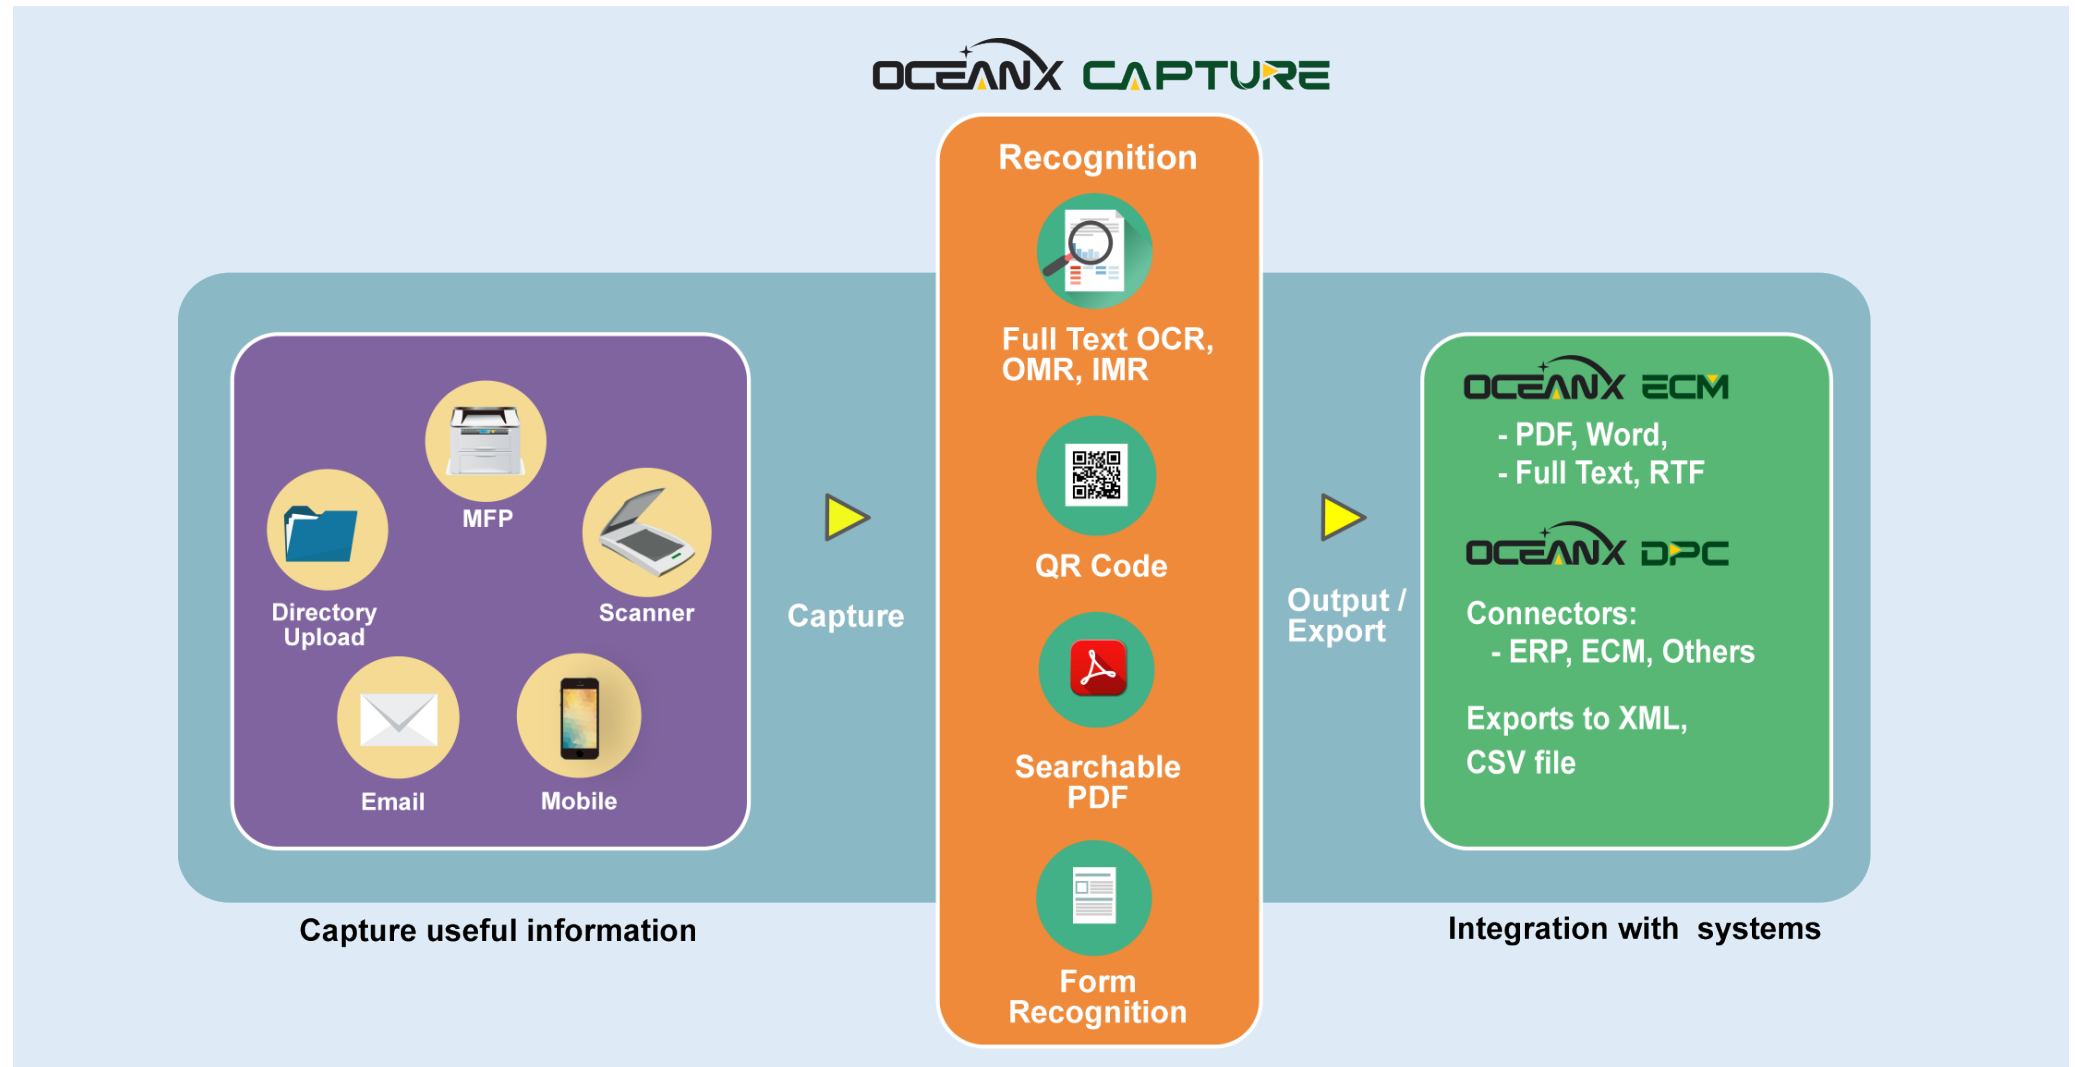 OCEANX CAPTURE
Recognition
Full Text OCR,
OMR, IMR
QR Code
Searchable
PDF
Form
Recognition
MFP
Directory
Upload
Scanner
Email
Mobile
Capture
Output /
Export
OCEANX ECM
- PDF, Word,
- Full Text, RTF
OCEANX DPC
Connectors:
- ERP, ECM, Others
Exports to XML,
CSV file
Capture useful information
Integration with systems